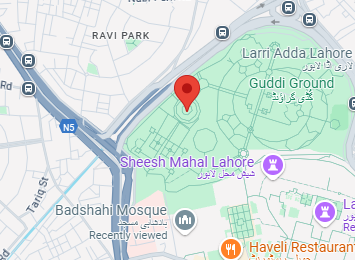 RAVI PARK
Larri Adda Lahore
لاری اڈا لاہور
Guddi Ground
گڈی گراؤنڈ
Rd
N5
Sheesh Mahal Lahore
شیش محل لاہور
Tariq St
Badshahi Mosque
بادشاہی مسجد
Recently viewed
La
Haveli Restaurant